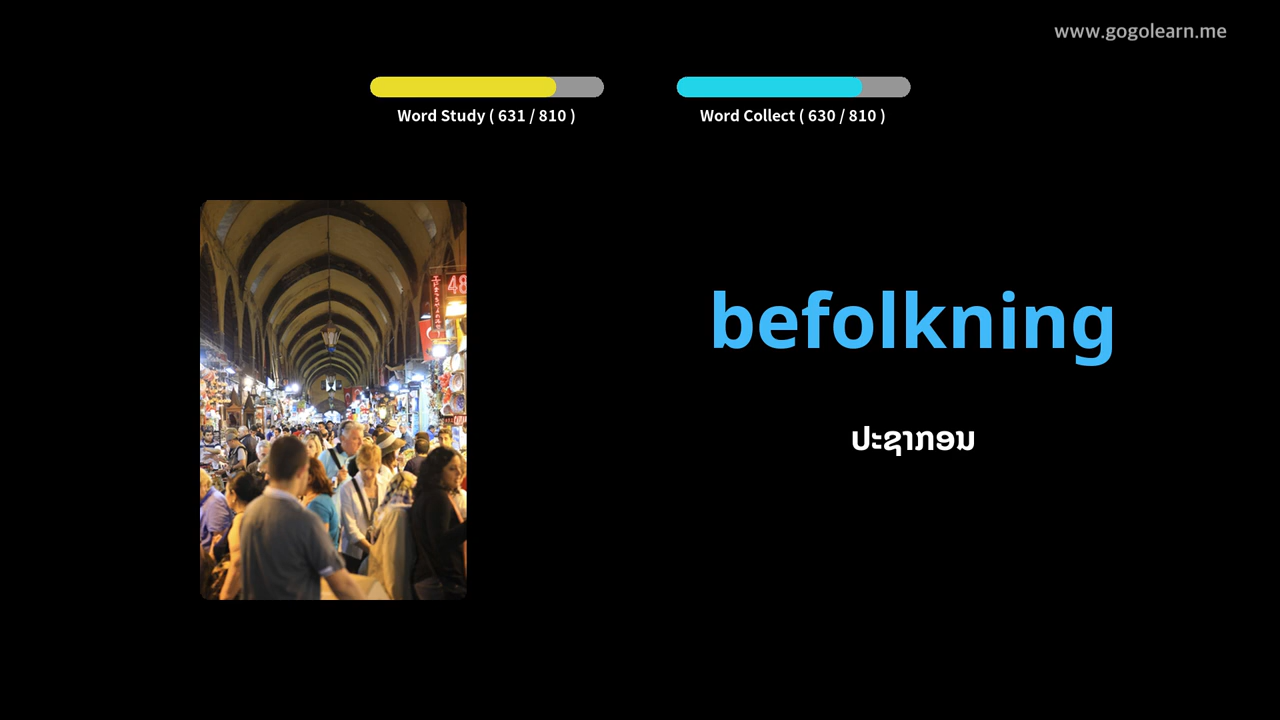 www.gogolearn.me
Word Study ( 631 / 810 )
Word Collect ( 630 / 810 )
48
befolkning
ປະຊາກອນ